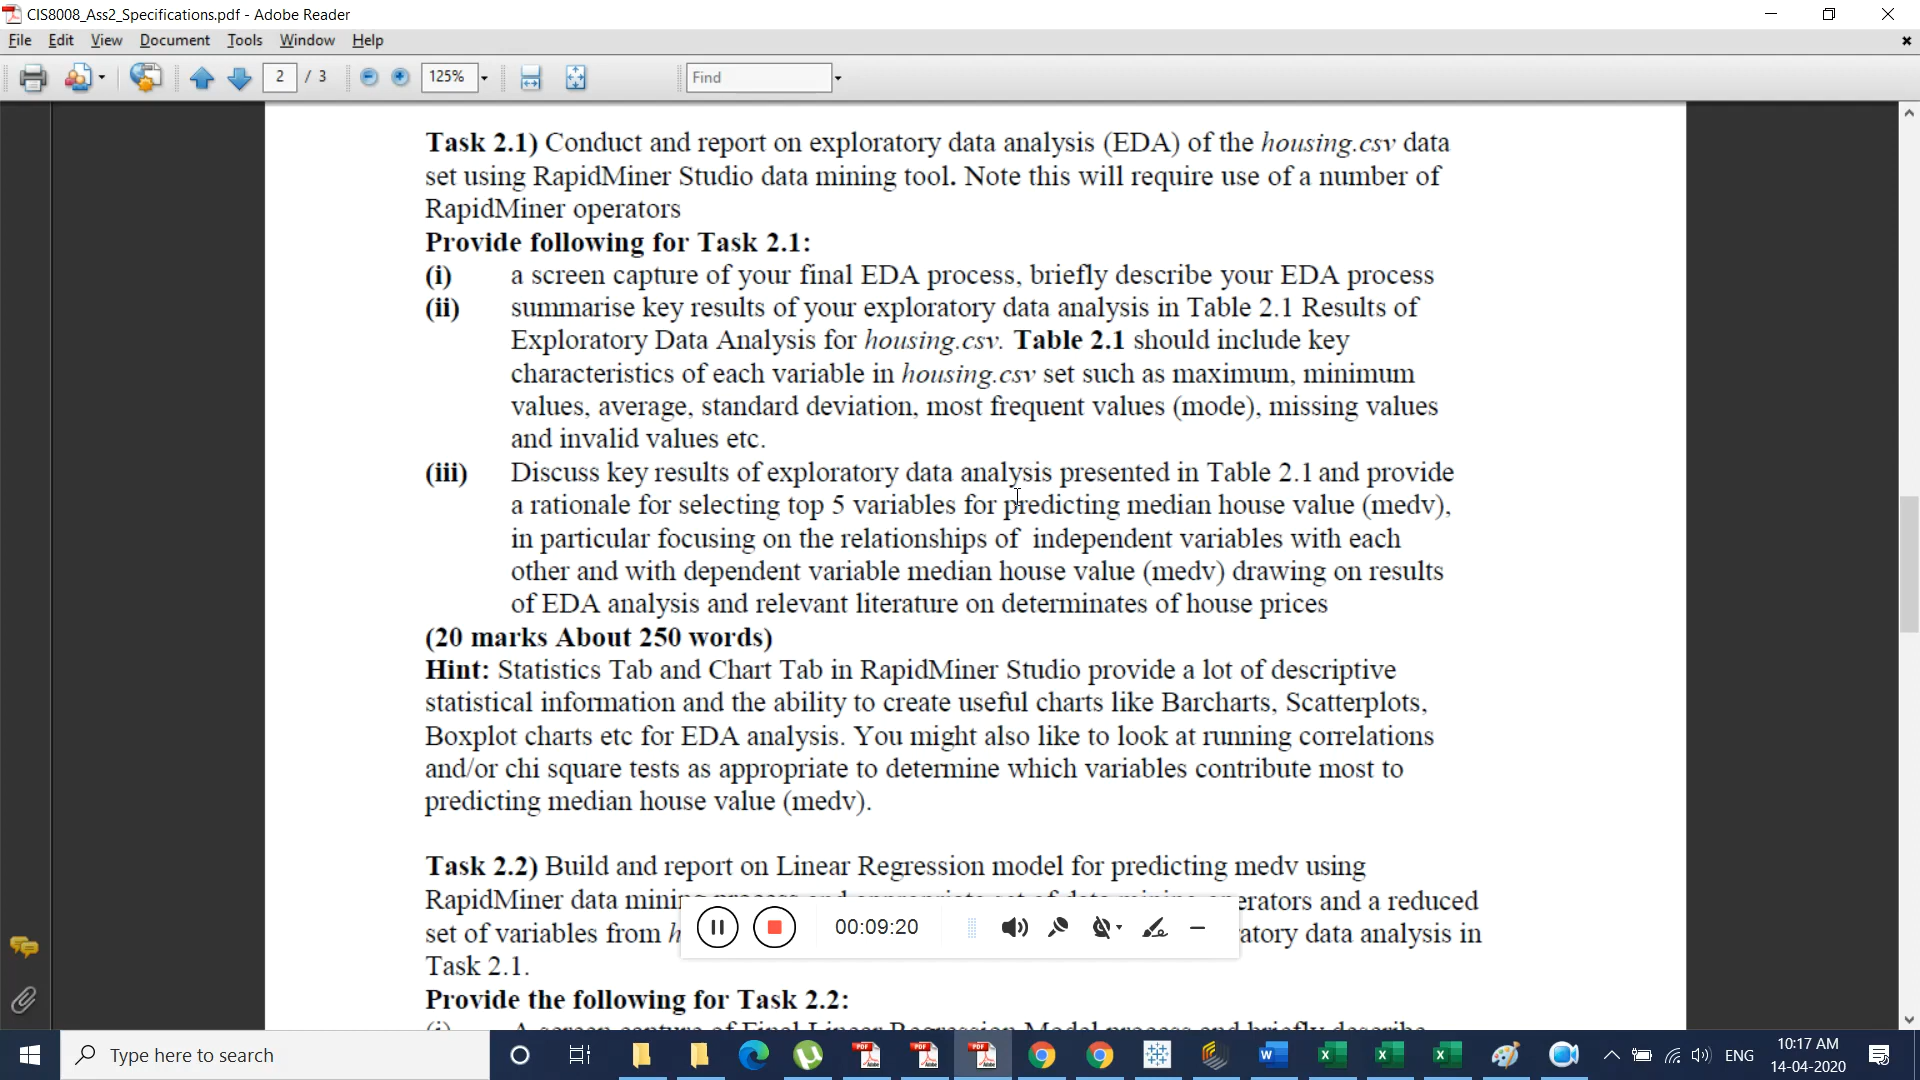 CIS8008_Ass2_Specifications.pdf - Adobe Reader
File Edit View Document Tools Window Help
2 / 3 125% Find
Task 2.1) Conduct and report on exploratory data analysis (EDA) of the housing.csv data
set using RapidMiner Studio data mining tool. Note this will require use of a number of
RapidMiner operators
Provide following for Task 2.1:
(i) a screen capture of your final EDA process, briefly describe your EDA process
(ii) summarise key results of your exploratory data analysis in Table 2.1 Results of
Exploratory Data Analysis for housing.csv. Table 2.1 should include key
characteristics of each variable in housing.csv set such as maximum, minimum
values, average, standard deviation, most frequent values (mode), missing values
and invalid values etc.
(iii) Discuss key results of exploratory data analysis presented in Table 2.1 and provide
a rationale for selecting top 5 variables for predicting median house value (medv),
in particular focusing on the relationships of independent variables with each
other and with dependent variable median house value (medv) drawing on results
of EDA analysis and relevant literature on determinates of house prices
(20 marks About 250 words)
Hint: Statistics Tab and Chart Tab in RapidMiner Studio provide a lot of descriptive
statistical information and the ability to create useful charts like Barcharts, Scatterplots,
Boxplot charts etc for EDA analysis. You might also like to look at running correlations
and/or chi square tests as appropriate to determine which variables contribute most to
predicting median house value (medv).
Task 2.2) Build and report on Linear Regression model for predicting medv using
RapidMiner data and a reduced
set of variables from data analysis in
Task 2.1.
00:09:20
Provide the following for Task 2.2:
Type here to search
ENG
10:17 AM
14-04-2020